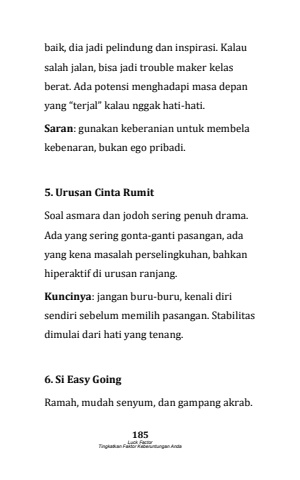 baik, dia jadi pelindung dan inspirasi. Kalau
salah jalan, bisa jadi trouble maker kelas
berat. Ada potensi menghadapi masa depan
yang “terjal” kalau nggak hati-hati.
Saran: gunakan keberanian untuk membela
kebenaran, bukan ego pribadi.
5. Urusan Cinta Rumit
Soal asmara dan jodoh sering penuh drama.
Ada yang sering gonta-ganti pasangan, ada
yang kena masalah perselingkuhan, bahkan
hiperaktif di urusan ranjang.
Kuncinya: jangan buru-buru, kenali diri
sendiri sebelum memilih pasangan. Stabilitas
dimulai dari hati yang tenang.
6. Si Easy Going
Ramah, mudah senyum, dan gampang akrab.
185
Luck Factor
Tingkatkan Faktor Keberuntungan Anda